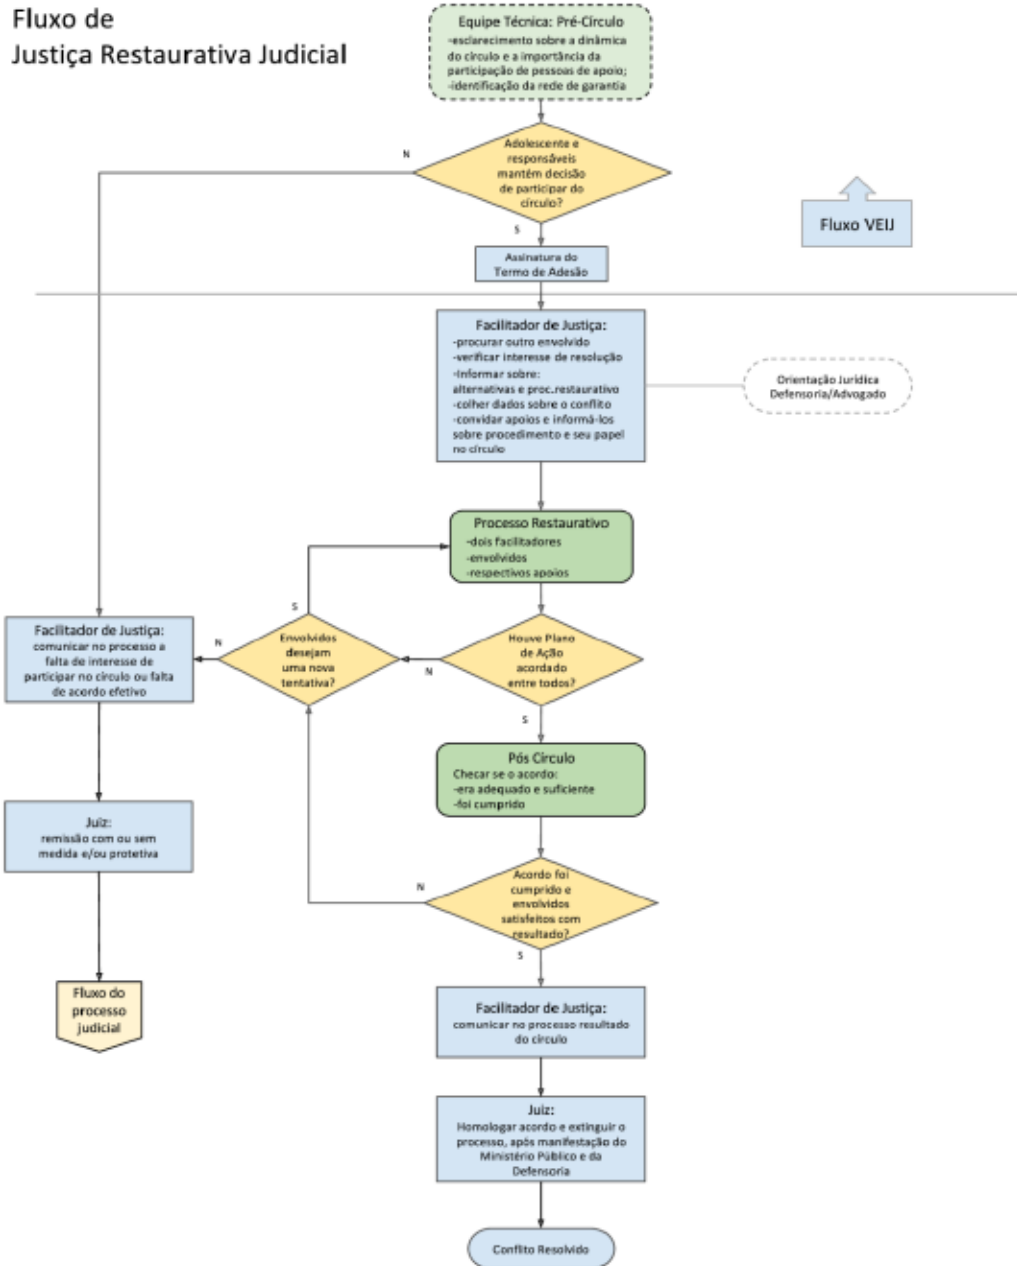 Fluxo de
Justiça Restaurativa Judicial
Equipe Técnica: Pré-Círculo
-esclarecimento sobre a dinâmica
do círculo e a importância da
participação de pessoas de apoio;
-identificação da rede de garantia
N
Adolescente e
responsáveis
mantém decisão
de participar do
círculo?
S
Fluxo VEIJ
Assinatura do
Termo de Adesão
Facilitador de Justiça:
-procurar outro envolvido
-verificar interesse de resolução
-Informar sobre:
alternativas e proc.restaurativo
-colher dados sobre o conflito
-convidar apoios e informá-los
sobre procedimento e seu papel
no círculo
Orientação Jurídica
Defensoria/Advogado
Processo Restaurativo
-dois facilitadores
-envolvidos
-respectivos apoios
S
Facilitador de Justiça:
comunicar no processo a
falta de interesse de
participar no círculo ou falta
de acordo efetivo
N
Envolvidos
desejam
uma nova
tentativa?
N
Houve Plano
de Ação
acordado
entre todos?
S
Pós Círculo
Checar se o acordo:
-era adequado e suficiente
-foi cumprido
Juiz:
remissão com ou sem
medida e/ou protetiva
N
Acordo foi
cumprido e
envolvidos
satisfeitos com
resultado?
S
Fluxo do
processo
judicial
Facilitador de Justiça:
comunicar no processo resultado
do círculo
Juiz:
Homologar acordo e extinguir o
processo, após manifestação do
Ministério Público e da
Defensoria
Conflito Resolvido